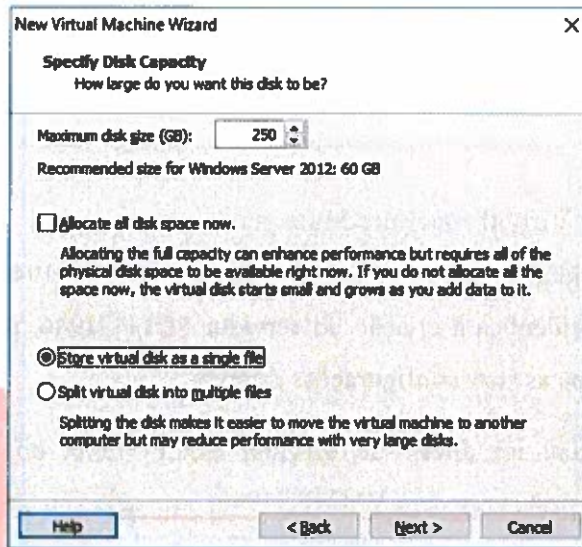 New Virtual Machine Wizard
Specify Disk Capacity
How large do you want this disk to be?
Maximum disk size (GB): 250
Recommended size for Windows Server 2012: 60 GB
Allocate all disk space now.
Allocating the full capacity can enhance performance but requires all of the
physical disk space to be available right now. If you do not allocate all the
space now, the virtual disk starts small and grows as you add data to it.
Store virtual disk as a single file
Split virtual disk into multiple files
Splitting the disk makes it easier to move the virtual machine to another
computer but may reduce performance with very large disks.
Help
< Back
Next >
Cancel